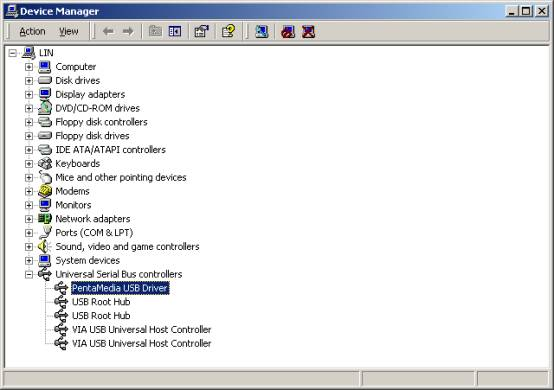 Device Manager
Action View
LIN
Computer
Disk drives
Display adapters
DVD/CD-ROM drives
Floppy disk controllers
Floppy disk drives
IDE ATA/ATAPI controllers
Keyboards
Mice and other pointing devices
Modems
Monitors
Network adapters
Ports (COM & LPT)
Sound, video and game controllers
System devices
Universal Serial Bus controllers
PentaMedia USB Driver
USB Root Hub
USB Root Hub
VIA USB Universal Host Controller
VIA USB Universal Host Controller